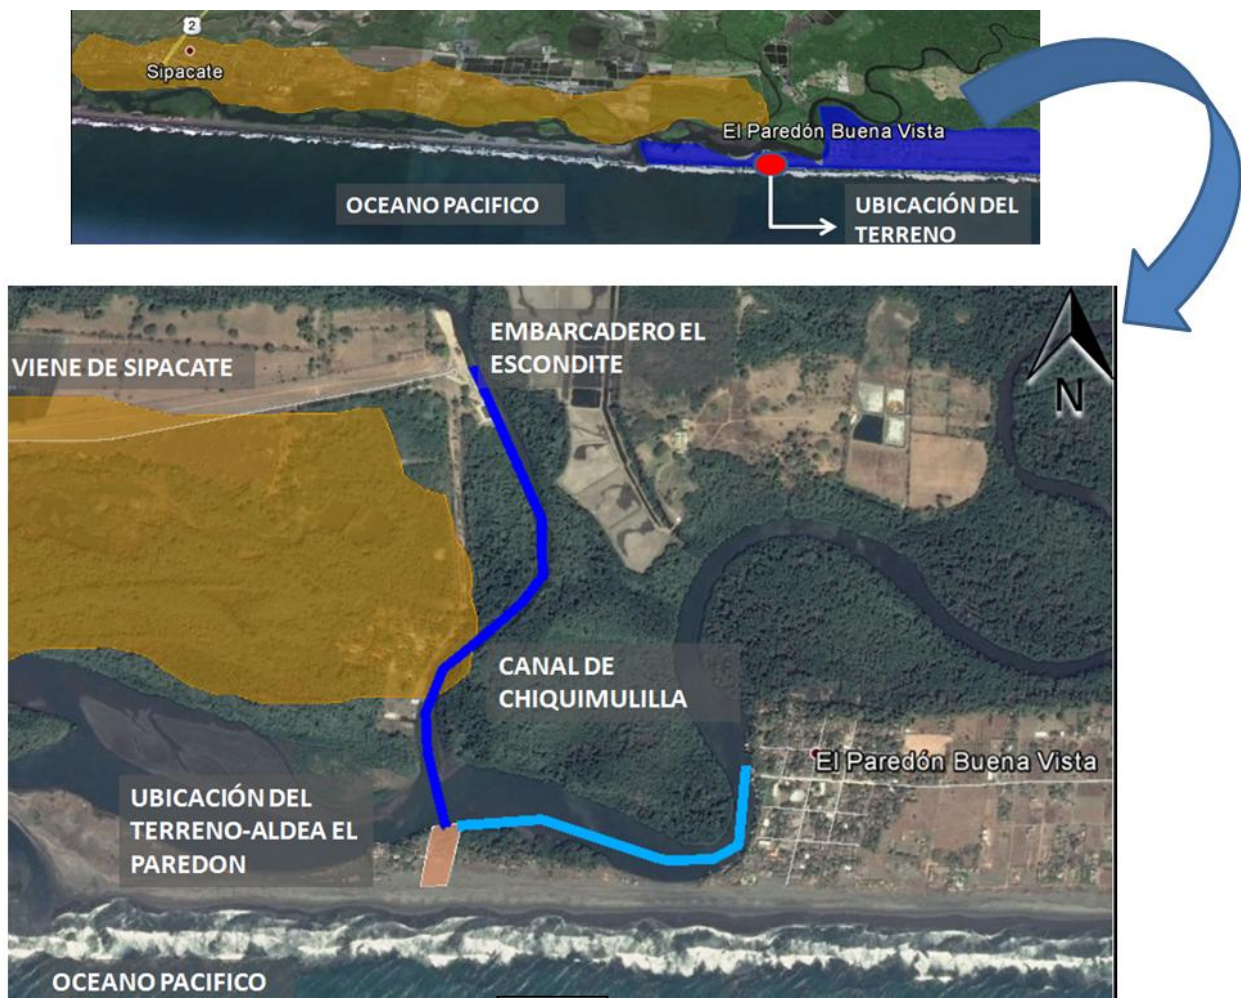 2
Sipacate
El Paredón Buena Vista
OCEANO PACIFICO
UBICACIÓN DEL
TERRENO
EMBARCADERO EL
ESCONDITE
VIENE DE SIPACATE
N
CANAL DE
CHIQUIMULILLA
El Paredón Buena Vista
UBICACIÓN DEL
TERRENO-ALDEA EL
PAREDON
OCEANO PACIFICO